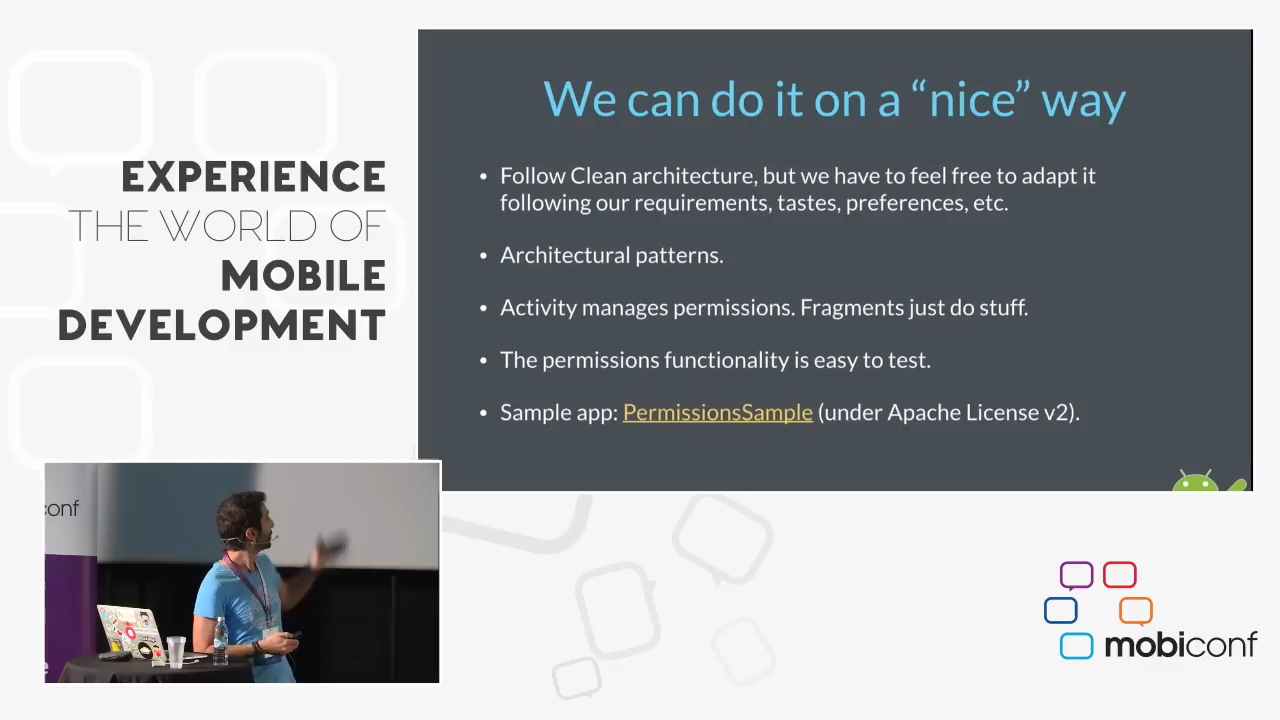 EXPERIENCE
THE WORLD OF
MOBILE
DEVELOPMENT
We can do it on a “nice” way
• Follow Clean architecture, but we have to feel free to adapt it
following our requirements, tastes, preferences, etc.
• Architectural patterns.
• Activity manages permissions. Fragments just do stuff.
• The permissions functionality is easy to test.
• Sample app: PermissionsSample (under Apache License v2).
conf
mobiconf